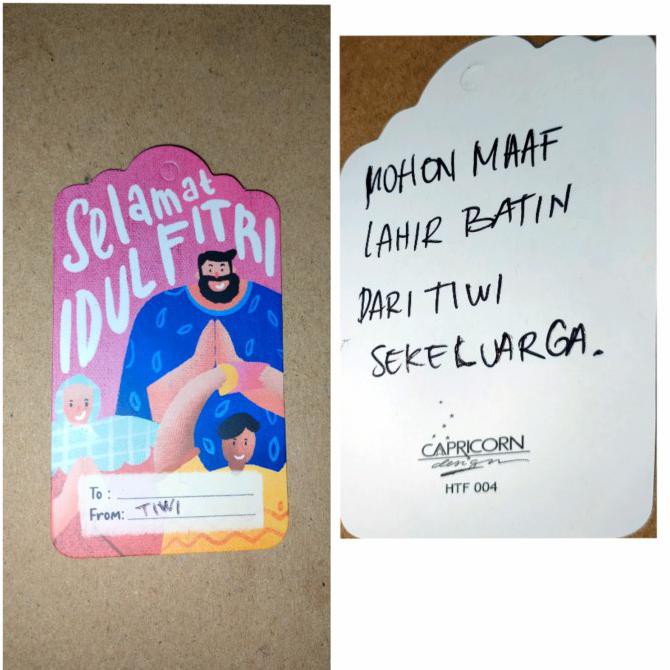 Selamat
IDUL FITRI
To :
From: TIWI
MOHON MAAF
LAHIR BATIN
DARI TIWI
SEKELUARGA.
CAPRICORN
design
HTF 004